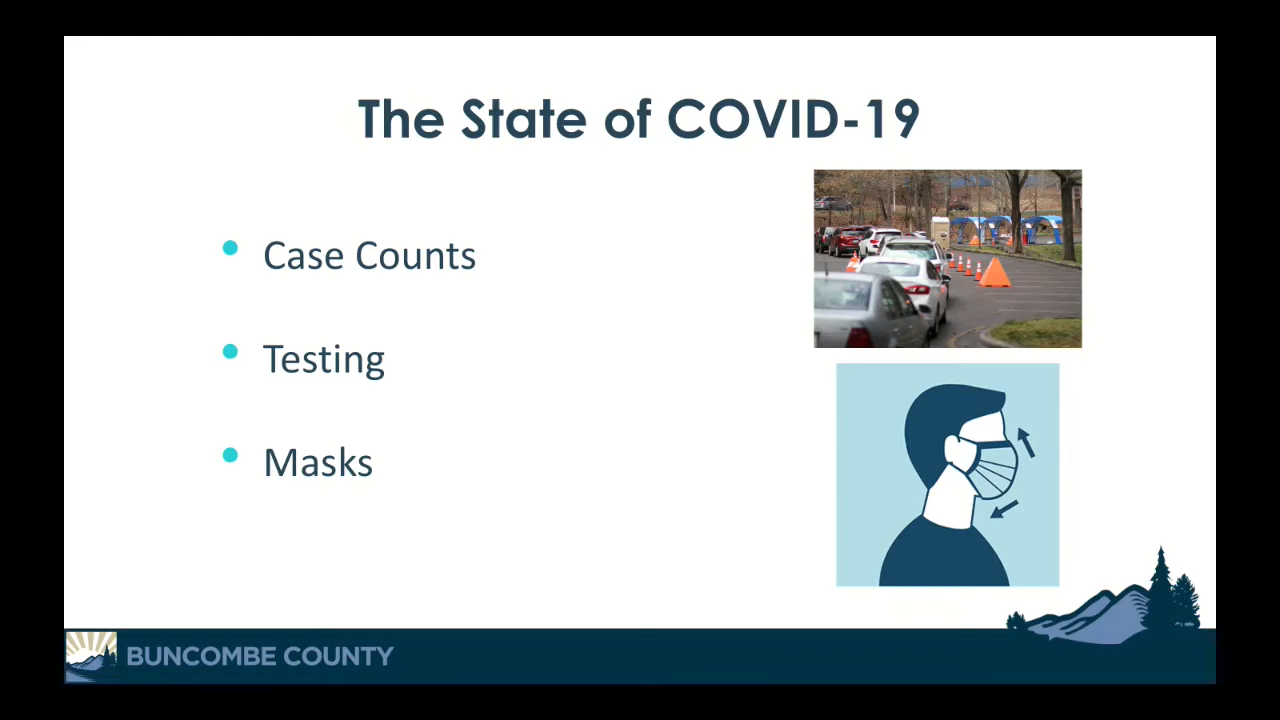 The State of COVID-19
Case Counts
Testing
Masks
BUNCOMBE COUNTY